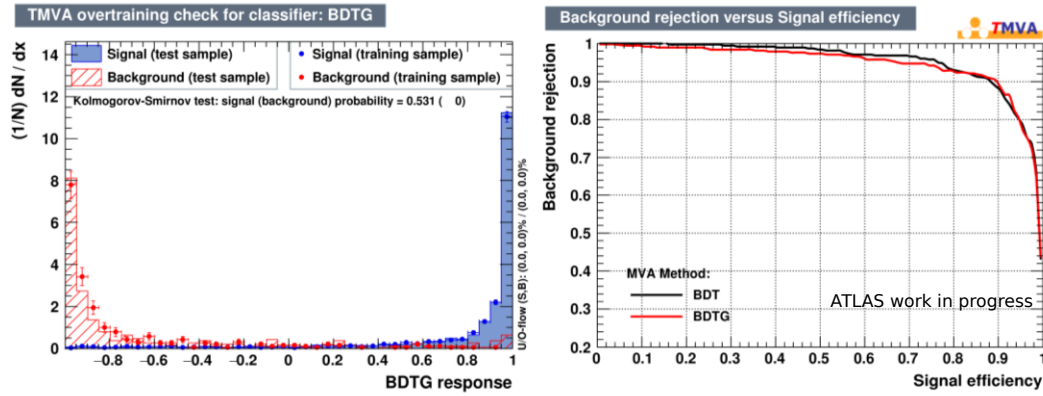 TMVA overtraining check for classifier: BDTG
Signal (test sample)
Background (test sample)
Signal (training sample)
Background (training sample)
Kolmogorov-Smirnov test: signal (background) probability = 0.531 ( 0)
(1/N) dN / dx
14
12
10
8
6
4
2
0
−0.8 −0.6 −0.4 −0.2 0 0.2 0.4 0.6 0.8 1
BDTG response
U/O-flow (S,B): (0.0, 0.0)% / (0.0, 0.0)%
Background rejection versus Signal efficiency
TMVA
Background rejection
1
0.9
0.8
0.7
0.6
0.5
0.4
0.3
0.2
MVA Method:
BDT
BDTG
ATLAS work in progress
0 0.1 0.2 0.3 0.4 0.5 0.6 0.7 0.8 0.9 1
Signal efficiency